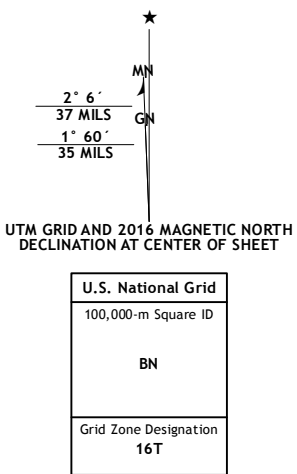 ★
MN
2° 6´
37 MILS
GN
1° 60´
35 MILS
UTM GRID AND 2016 MAGNETIC NORTH
DECLINATION AT CENTER OF SHEET
U.S. National Grid
100,000-m Square ID
BN
Grid Zone Designation
16T